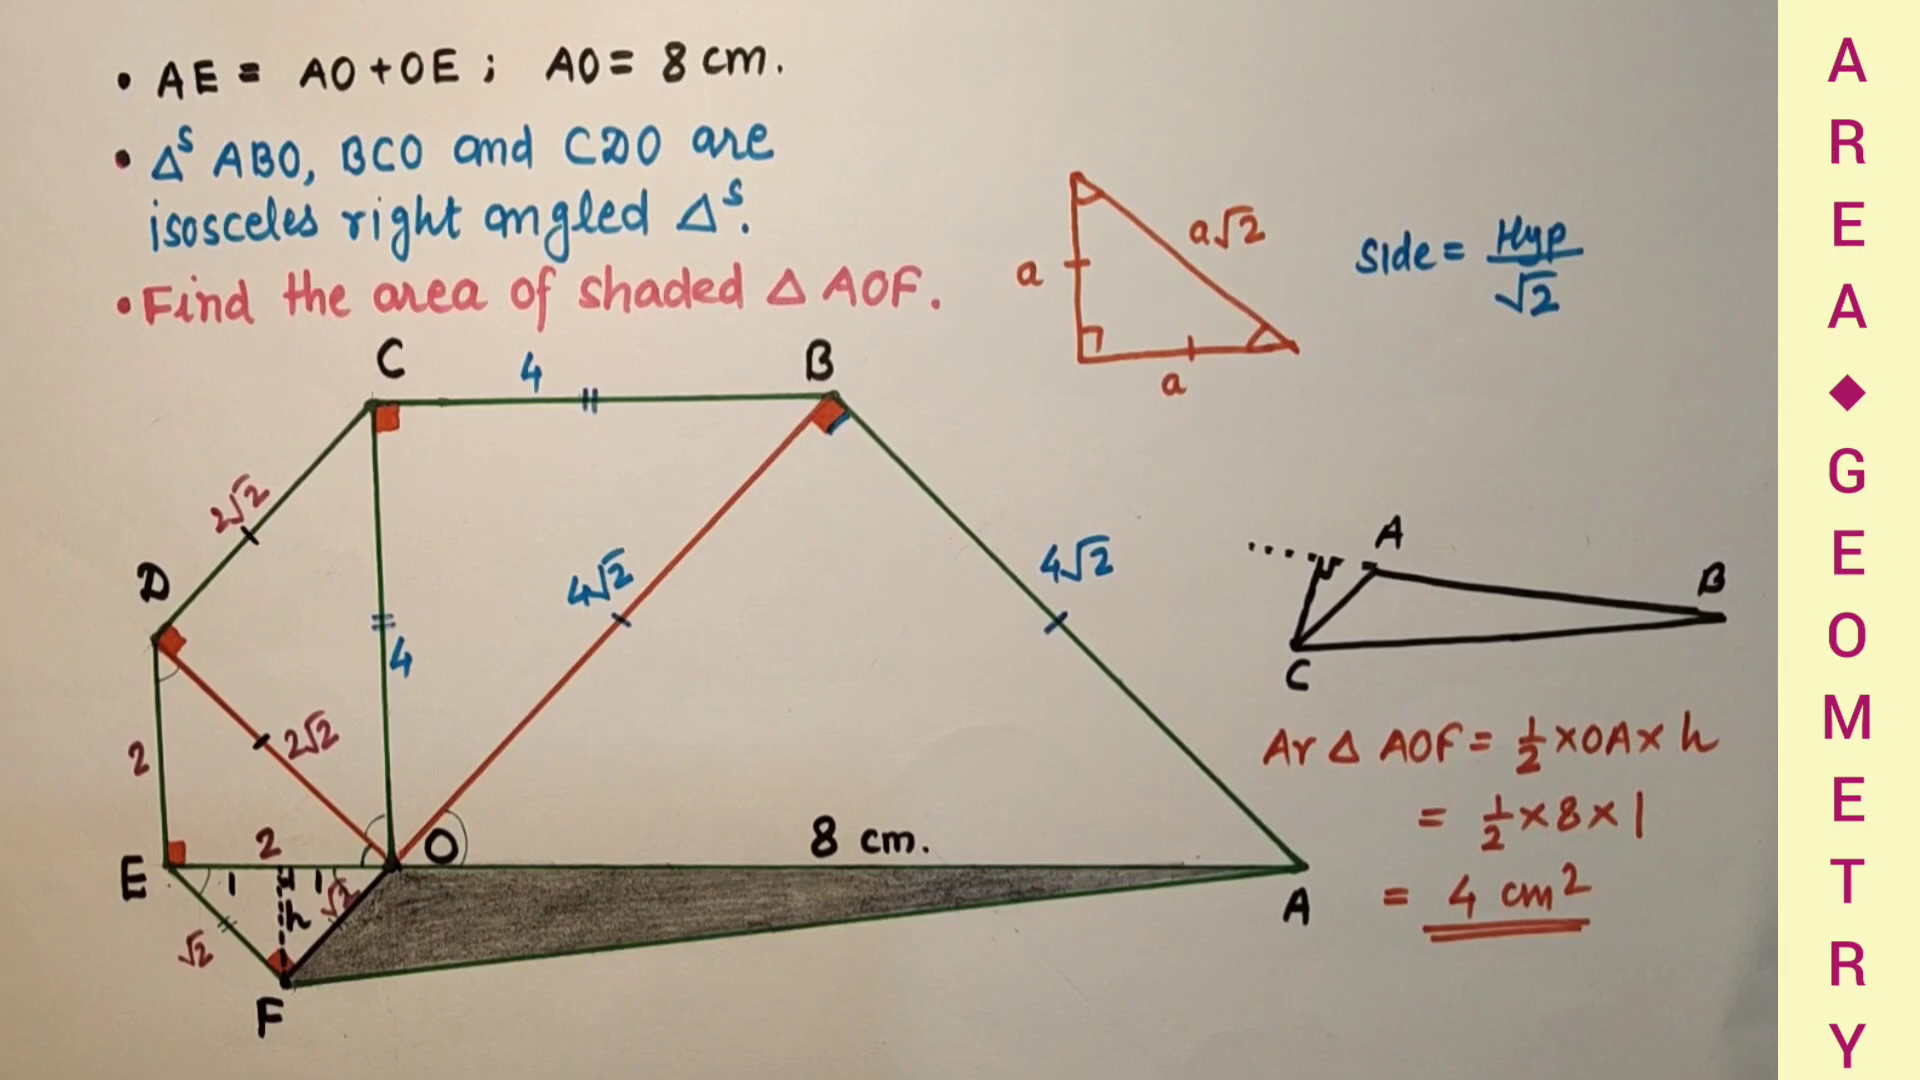 • AE = AO + OE ; AO = 8 cm.
• Δˢ ABO, BCO and CDO are
isosceles right angled Δˢ.
• Find the area of shaded Δ AOF.
a
a√2
a
Side = Hyp/√2
C
4
B
2√2
D
4√2
4√2
4
2√2
2
2
O
8 cm.
E
1
1
√2
h
√2
F
A
A
B
C
Ar Δ AOF = 1/2 × OA × h
= 1/2 × 8 × 1
= 4 cm²
AREA ◆ GEOMETRY